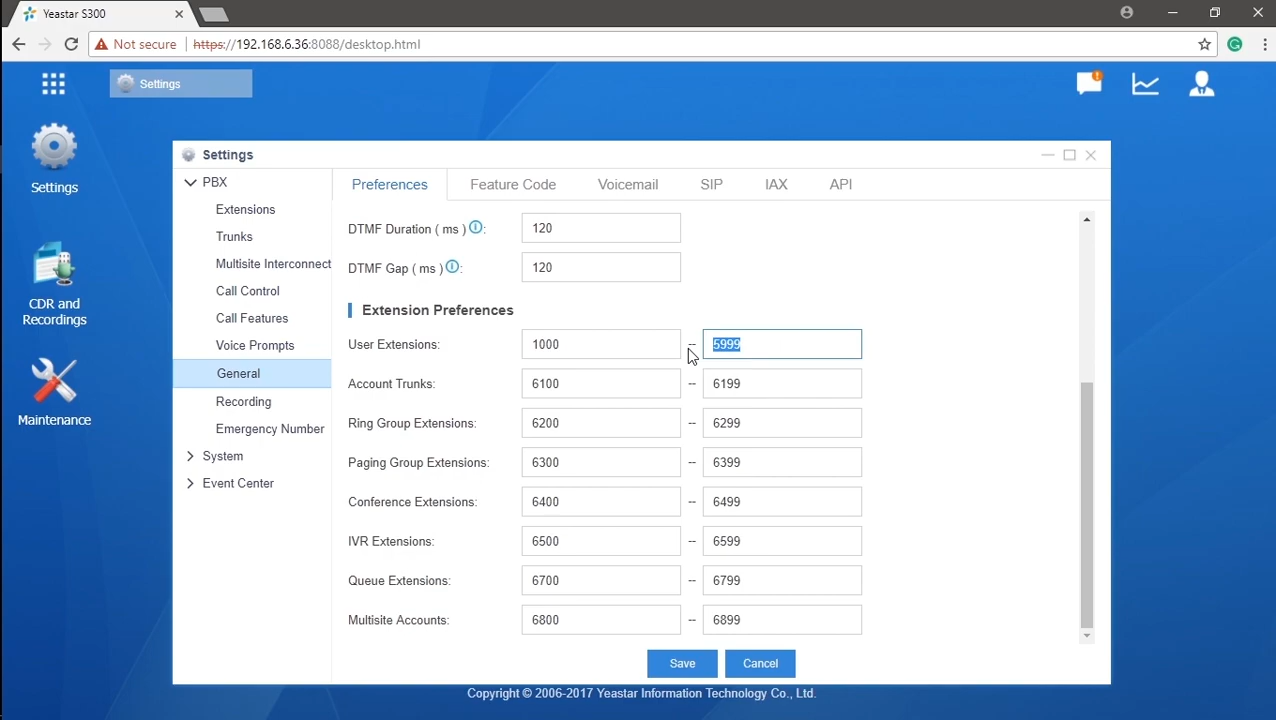 Yeastar S300
Not secure https://192.168.6.36:8088/desktop.html
Settings
Settings
CDR and
Recordings
Maintenance
Settings
PBX
Extensions
Trunks
Multisite Interconnect
Call Control
Call Features
Voice Prompts
General
Recording
Emergency Number
System
Event Center
Preferences Feature Code Voicemail SIP IAX API
DTMF Duration ( ms ) : 120
DTMF Gap ( ms ) : 120
Extension Preferences
User Extensions: 1000 -- 5999
Account Trunks: 6100 -- 6199
Ring Group Extensions: 6200 -- 6299
Paging Group Extensions: 6300 -- 6399
Conference Extensions: 6400 -- 6499
IVR Extensions: 6500 -- 6599
Queue Extensions: 6700 -- 6799
Multisite Accounts: 6800 -- 6899
Save Cancel
Copyright © 2006-2017 Yeastar Information Technology Co., Ltd.